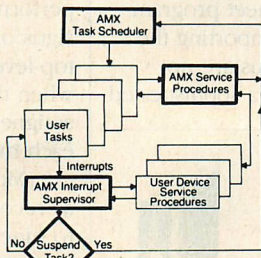 AMX
Task Scheduler
AMX Service
Procedures
User
Tasks
Interrupts
AMX Interrupt
Supervisor
User Device
Service
Procedures
No
Suspend
Task?
Yes